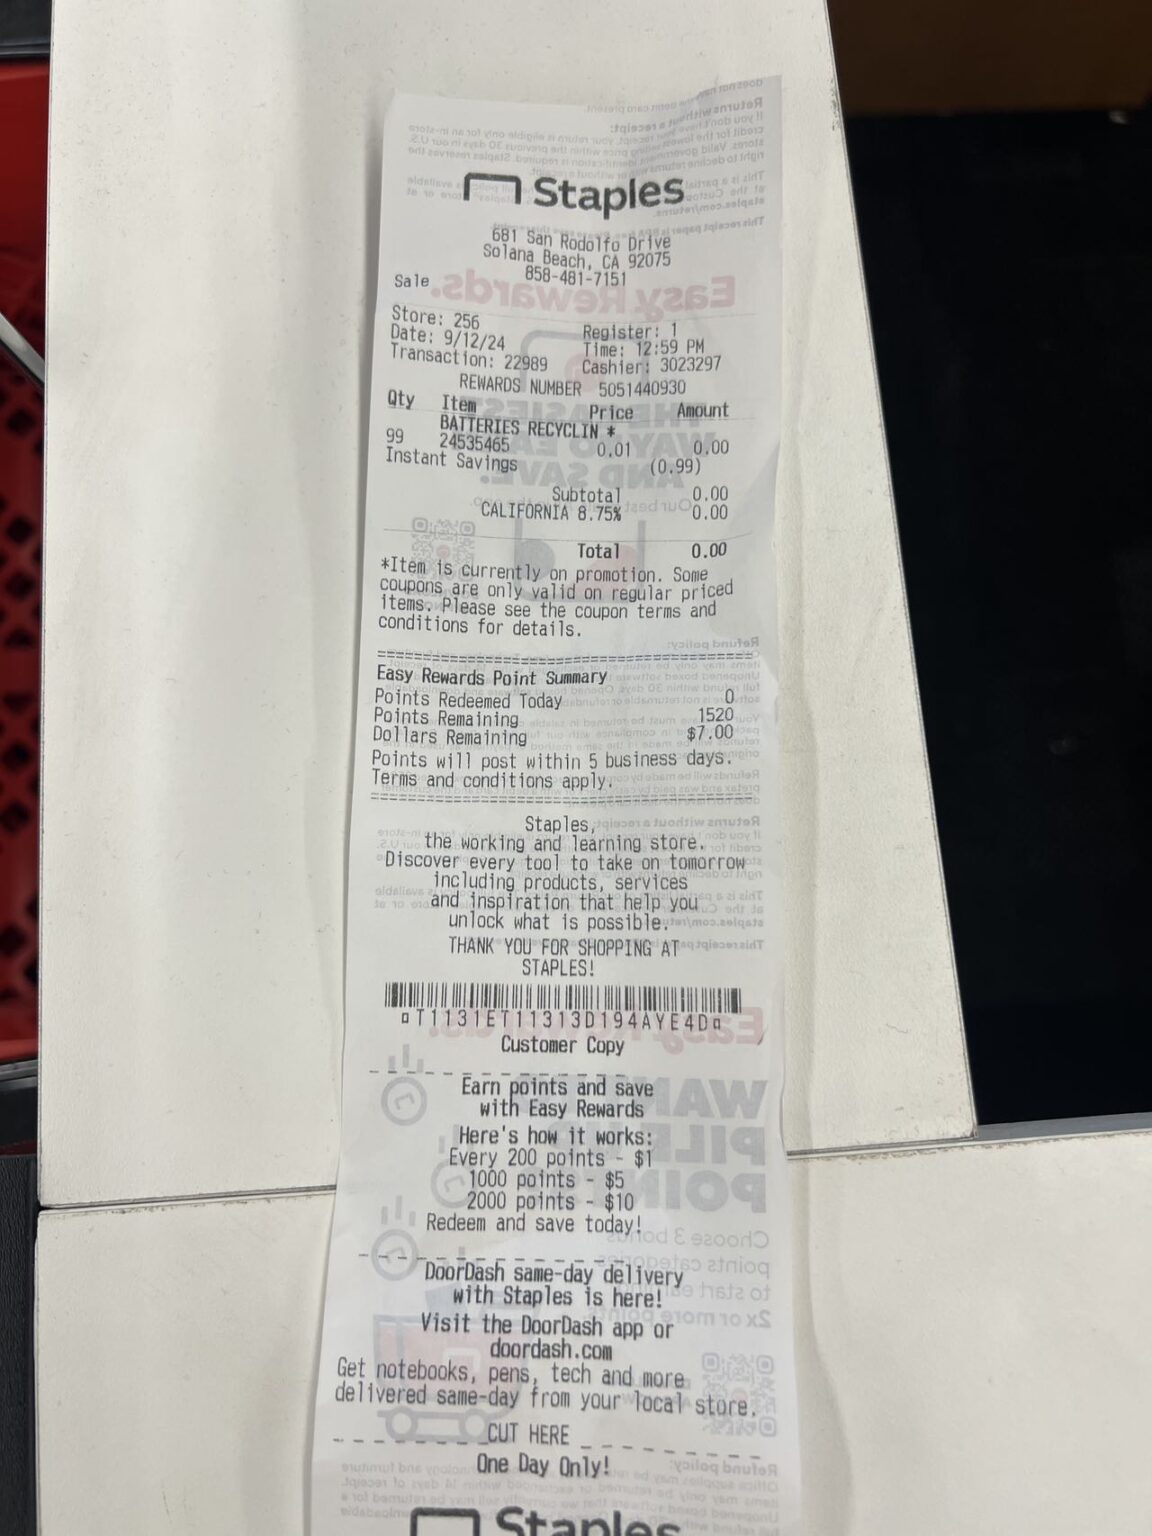 Staples
681 San Rodolfo Drive
Solana Beach, CA 92075
858-481-7151
Sale
Store: 256 Register: 1
Date: 9/12/24 Time: 12:59 PM
Transaction: 22989 Cashier: 3023297
REWARDS NUMBER 5051440930
Qty Item Price Amount
BATTERIES RECYCLIN *
99 24535465 0.01 0.00
Instant Savings (0.99)
Subtotal 0.00
CALIFORNIA 8.75% 0.00
Total 0.00
*Item is currently on promotion. Some
coupons are only valid on regular priced
items. Please see the coupon terms and
conditions for details.
Easy Rewards Point Summary
Points Redeemed Today 0
Points Remaining 1520
Dollars Remaining $7.00
Points will post within 5 business days.
Terms and conditions apply.
Staples,
the working and learning store.
Discover every tool to take on tomorrow
including products, services
and inspiration that help you
unlock what is possible.
THANK YOU FOR SHOPPING AT
STAPLES!
¤T1131ET11313D194AYE4D¤
Customer Copy
Earn points and save
with Easy Rewards
Here's how it works:
Every 200 points - $1
1000 points - $5
2000 points - $10
Redeem and save today!
DoorDash same-day delivery
with Staples is here!
Visit the DoorDash app or
doordash.com
Get notebooks, pens, tech and more
delivered same-day from your local store.
CUT HERE
One Day Only!
Staples